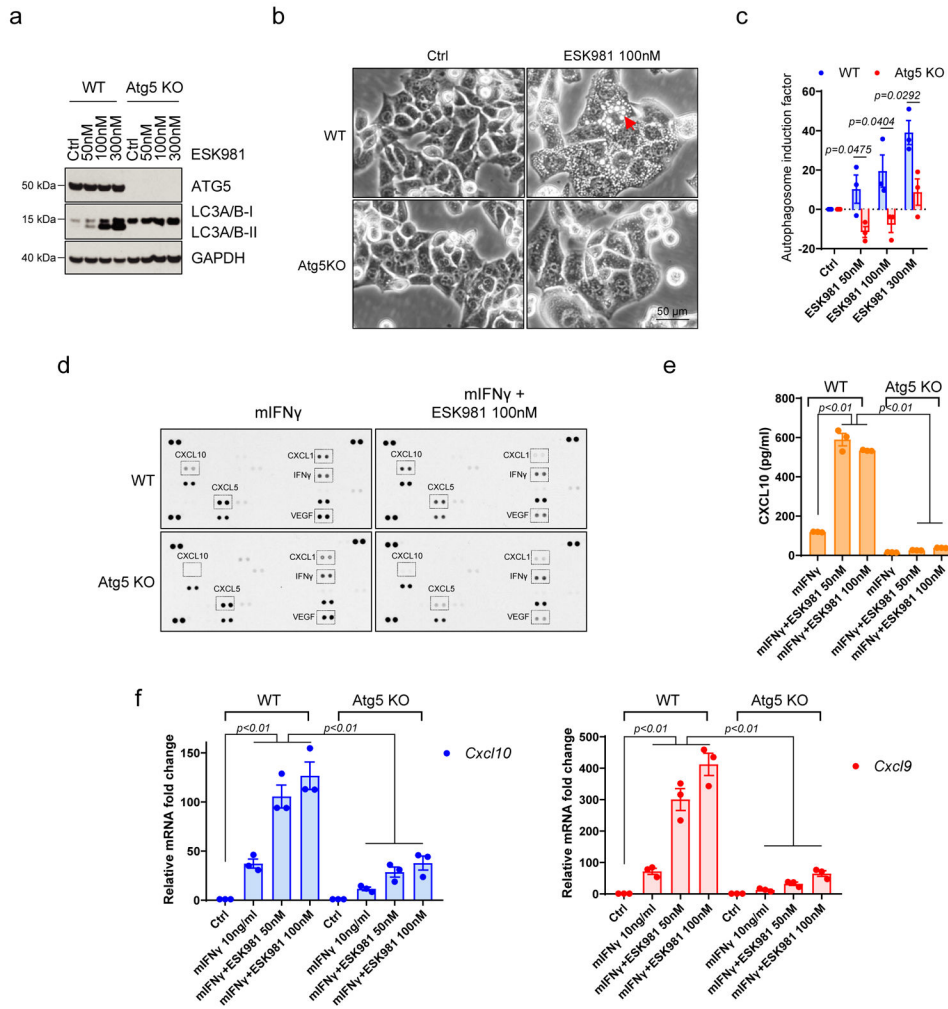 a
WT Atg5 KO
Ctrl 50nM 100nM 300nM Ctrl 50nM 100nM 300nM
ESK981
50 kDa ATG5
15 kDa LC3A/B-I
LC3A/B-II
40 kDa GAPDH
b
Ctrl ESK981 100nM
WT
Atg5KO
50 μm
c
WT Atg5 KO
Autophagosome induction factor
60
40
20
0
-20
p=0.0475
p=0.0404
p=0.0292
Ctrl
ESK981 50nM
ESK981 100nM
ESK981 300nM
d
mIFNγ
mIFNγ +
ESK981 100nM
WT
CXCL10 CXCL1
IFNγ
CXCL5
VEGF
CXCL10 CXCL1
IFNγ
CXCL5
VEGF
Atg5 KO
CXCL10 CXCL1
IFNγ
CXCL5
VEGF
CXCL10 CXCL1
IFNγ
CXCL5
VEGF
e
WT Atg5 KO
p<0.01 p<0.01
CXCL10 (pg/ml)
800
600
400
200
0
mIFNγ
mIFNγ+ESK981 50nM
mIFNγ+ESK981 100nM
mIFNγ
mIFNγ+ESK981 50nM
mIFNγ+ESK981 100nM
f
WT Atg5 KO
p<0.01 p<0.01
Cxcl10
Relative mRNA fold change
150
100
50
0
Ctrl
mIFNγ 10ng/ml
mIFNγ+ESK981 50nM
mIFNγ+ESK981 100nM
Ctrl
mIFNγ 10ng/ml
mIFNγ+ESK981 50nM
mIFNγ+ESK981 100nM
WT Atg5 KO
p<0.01 p<0.01
Cxcl9
Relative mRNA fold change
500
400
300
200
100
0
Ctrl
mIFNγ 10ng/ml
mIFNγ+ESK981 50nM
mIFNγ+ESK981 100nM
Ctrl
mIFNγ 10ng/ml
mIFNγ+ESK981 50nM
mIFNγ+ESK981 100nM